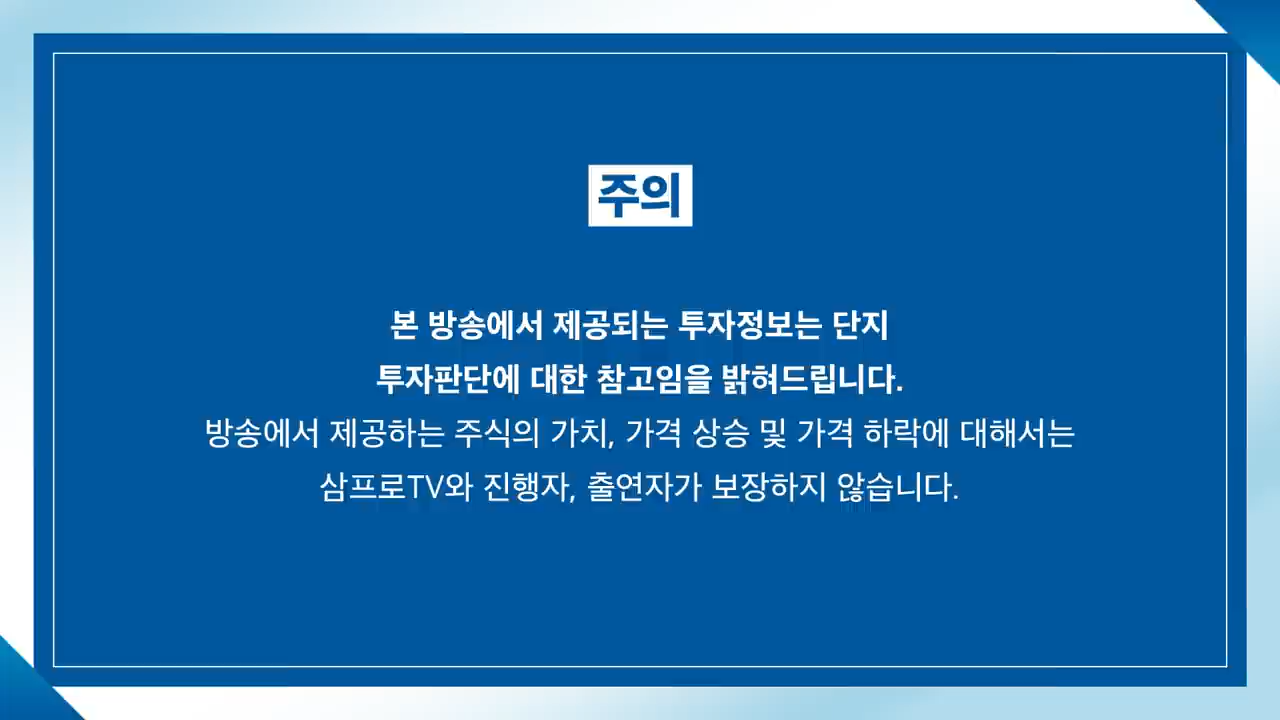 주의
본 방송에서 제공되는 투자정보는 단지
투자판단에 대한 참고임을 밝혀드립니다.
방송에서 제공하는 주식의 가치, 가격 상승 및 가격 하락에 대해서는
삼프로TV와 진행자, 출연자가 보장하지 않습니다.